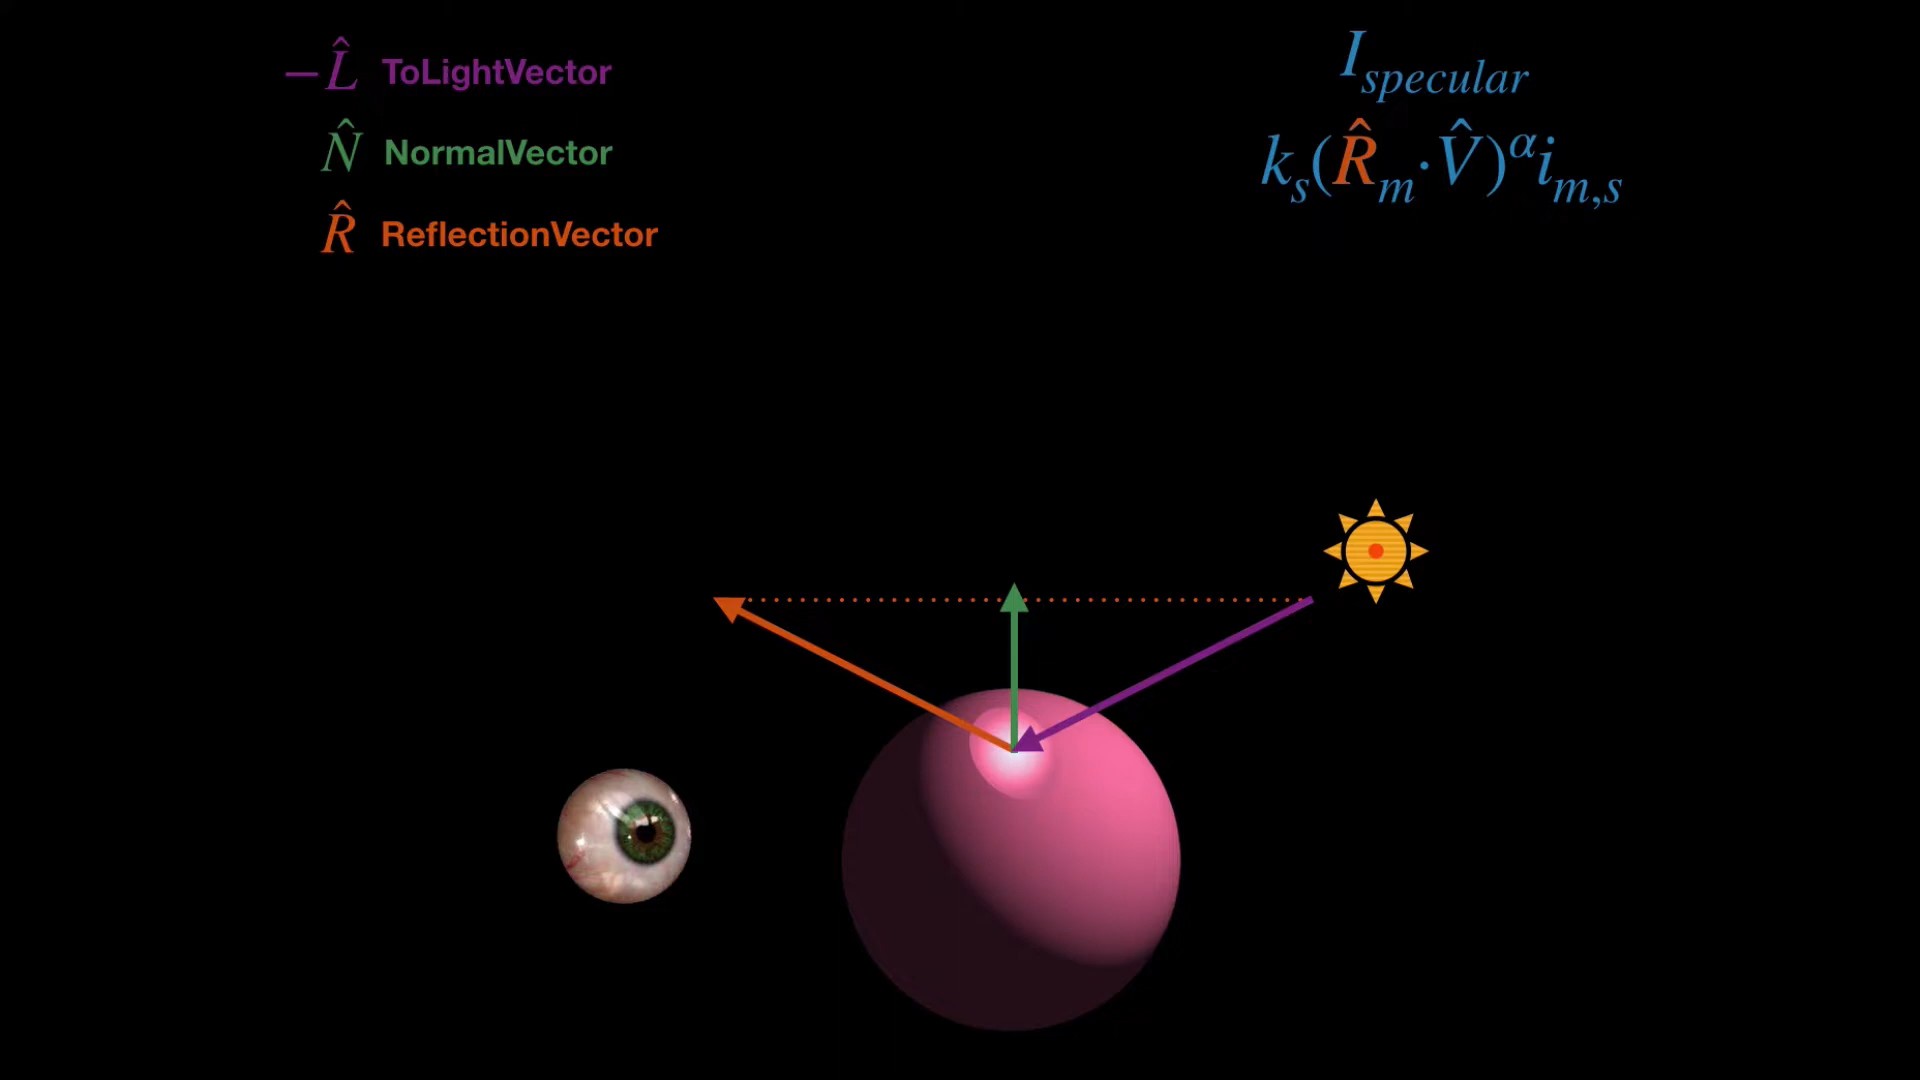 −L̂ ToLightVector
N̂ NormalVector
R̂ ReflectionVector
I_specular
k_s(R̂_m·V̂)^α i_m,s